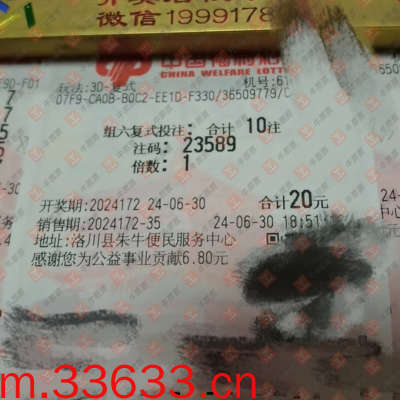 微信1999178
中国福利彩
CHINA WELFARE LOTT
玩法:3D-复式
机号:61
07F9-CA0B-B0C2-EE1D-F330/36509779/C
组六复式投注: 合计 10注
注码: 23589
倍数: 1
开奖期:2024172 24-06-30 合计20元
销售期:2024172-35 24-06-30 18:51
地址:洛川县朱牛便民服务中心
感谢您为公益事业贡献6.80元
m.33633.cn